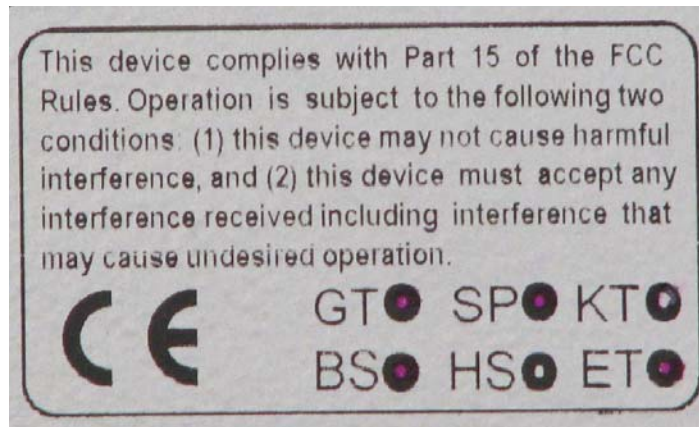 This device complies with Part 15 of the FCC
Rules. Operation is subject to the following two
conditions: (1) this device may not cause harmful
interference, and (2) this device must accept any
interference received including interference that
may cause undesired operation.
CE GT SP KT
BS HS ET